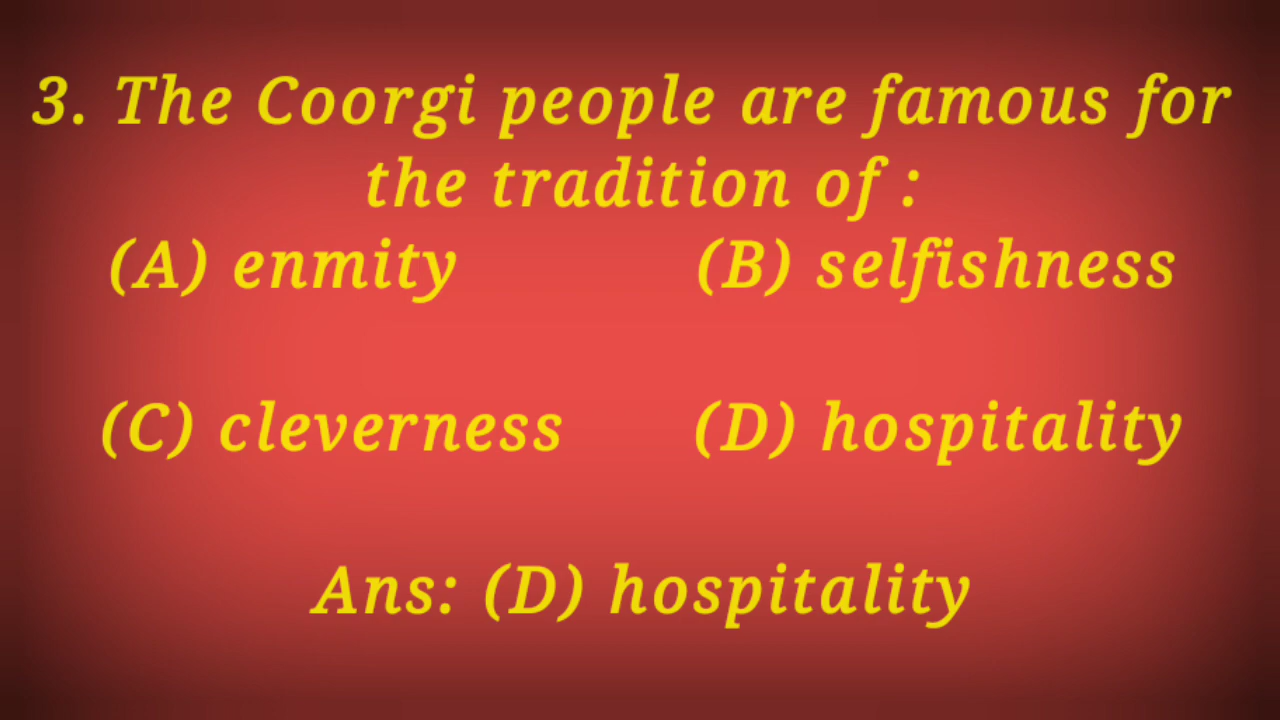 3. The Coorgi people are famous for
the tradition of :
(A) enmity (B) selfishness
(C) cleverness (D) hospitality
Ans: (D) hospitality